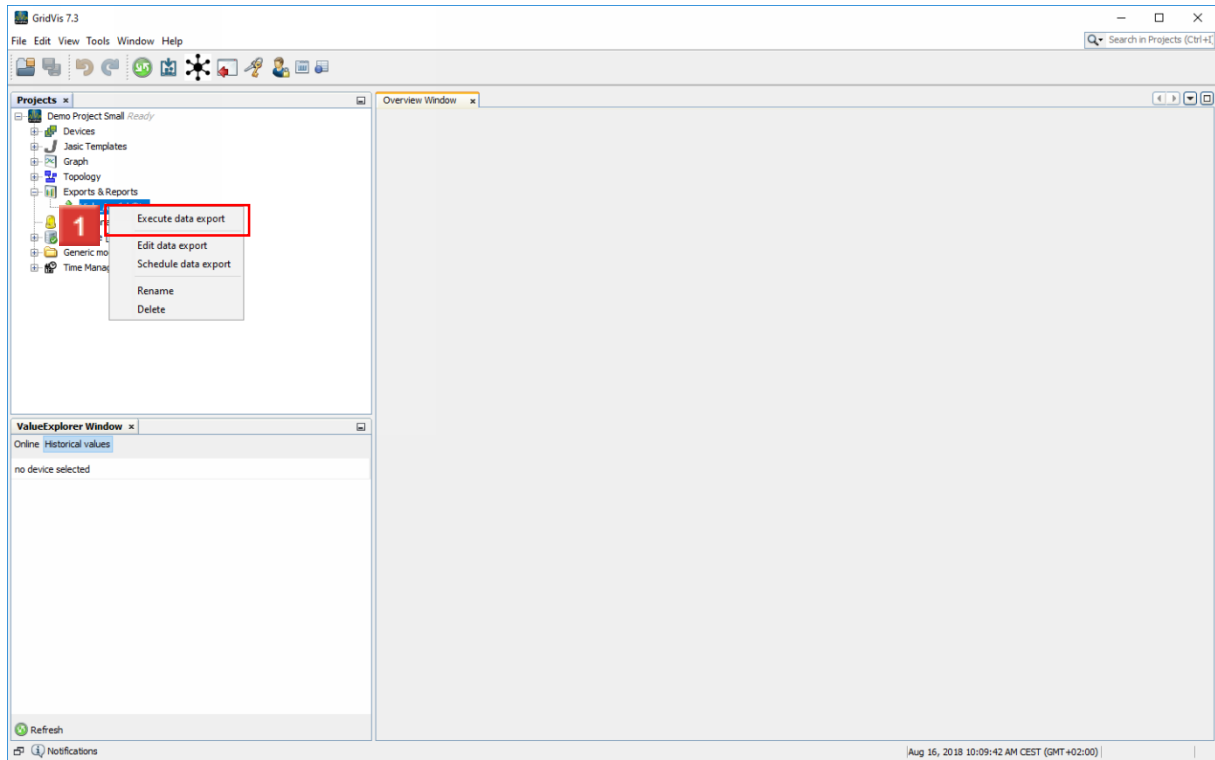 GridVis 7.3
File Edit View Tools Window Help
Search in Projects (Ctrl+I
Projects
Overview Window
Demo Project Small Ready
Devices
Jasic Templates
Graph
Topology
Exports & Reports
1
Execute data export
Edit data export
Generic mo
Schedule data export
Time Manag
Rename
Delete
ValueExplorer Window
Online Historical values
no device selected
Refresh
Notifications
Aug 16, 2018 10:09:42 AM CEST (GMT+02:00)